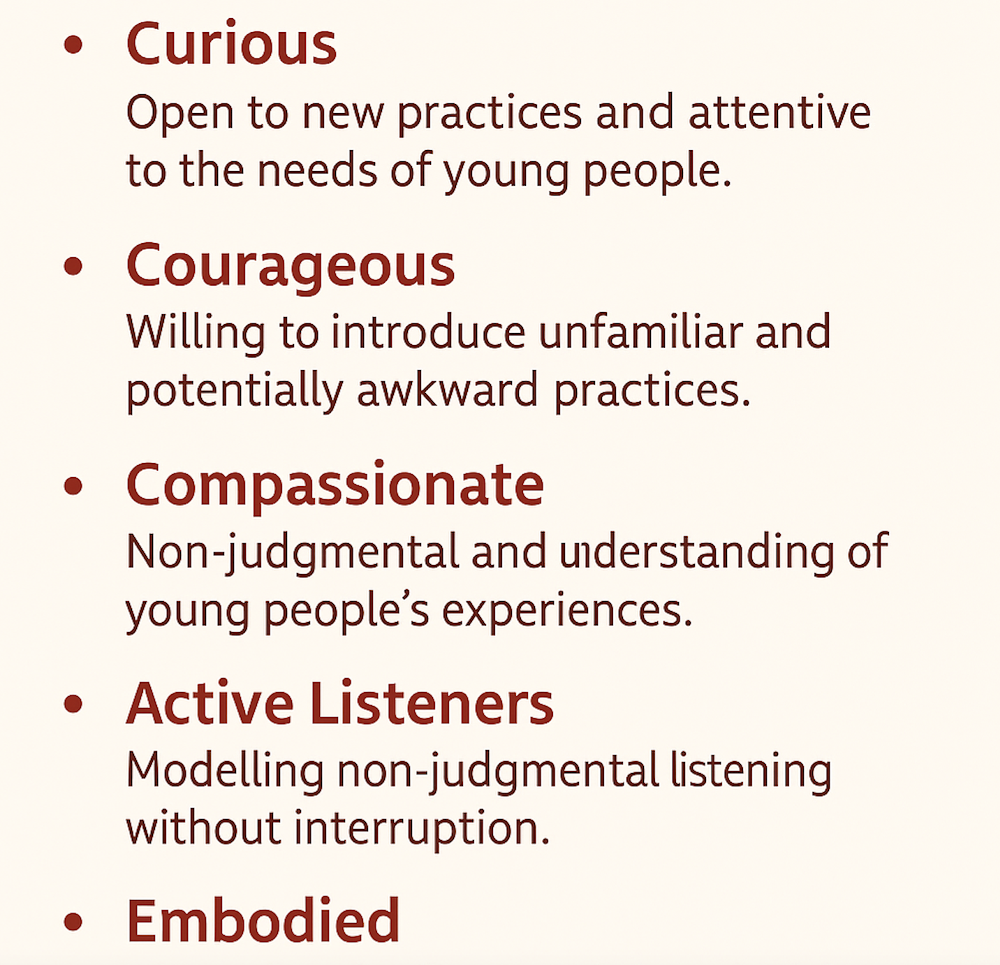 • Curious
Open to new practices and attentive
to the needs of young people.
• Courageous
Willing to introduce unfamiliar and
potentially awkward practices.
• Compassionate
Non-judgmental and uıderstanding of
young people’s experiences.
• Active Listeners
Modelling non-judgmental listening
without interruption.
• Embodied